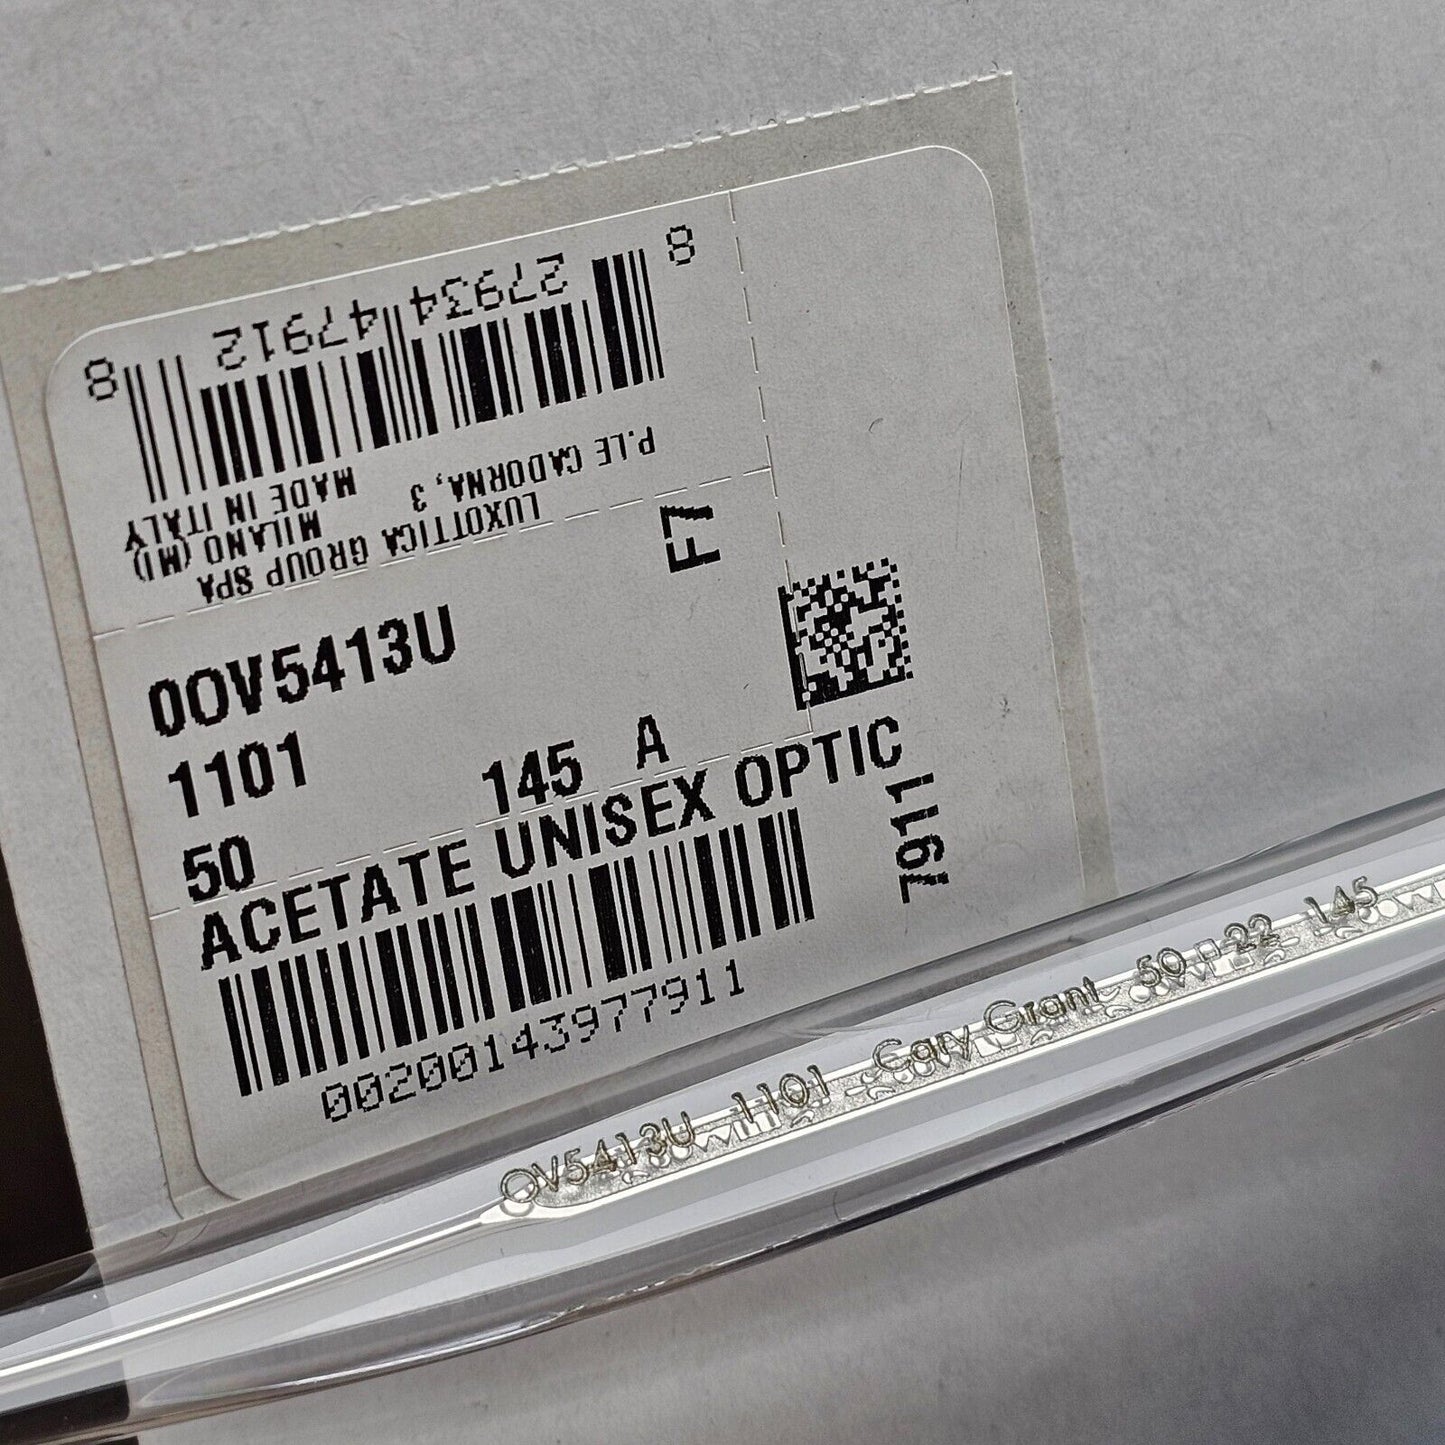 8 27934 47912 8
LUXOTTICA GROUP SPA
P.LE CADORNA, 3
MILANO (MI)
MADE IN ITALY
F7
0OV5413U
1101
50 145 A
ACETATE UNISEX OPTIC
7911
00200143977911
OV5413U 1101 Cary Grant 50□22 145